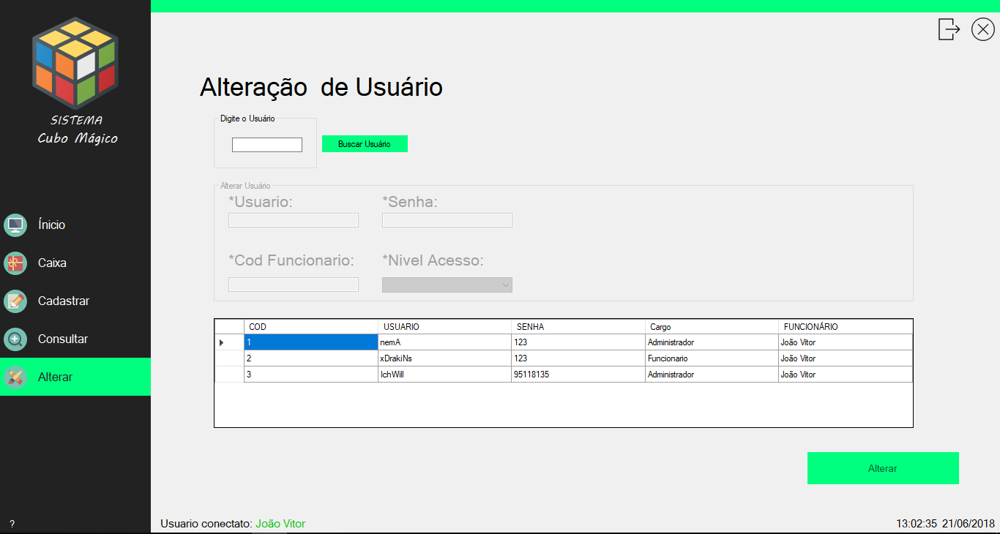 SISTEMA
Cubo Mágico
Ínicio
Caixa
Cadastrar
Consultar
Alterar
?
Alteração de Usuário
Digite o Usuário
Buscar Usuário
Alterar Usuário
*Usuario: *Senha:
*Cod Funcionario: *Nivel Acesso:
COD USUARIO SENHA Cargo FUNCIONÁRIO
1 nemA 123 Administrador João Vitor
2 xDrakiNs 123 Funcionario João Vitor
3 IchWill 95118135 Administrador João Vitor
Alterar
Usuario conectato: João Vitor
13:02:35 21/06/2018